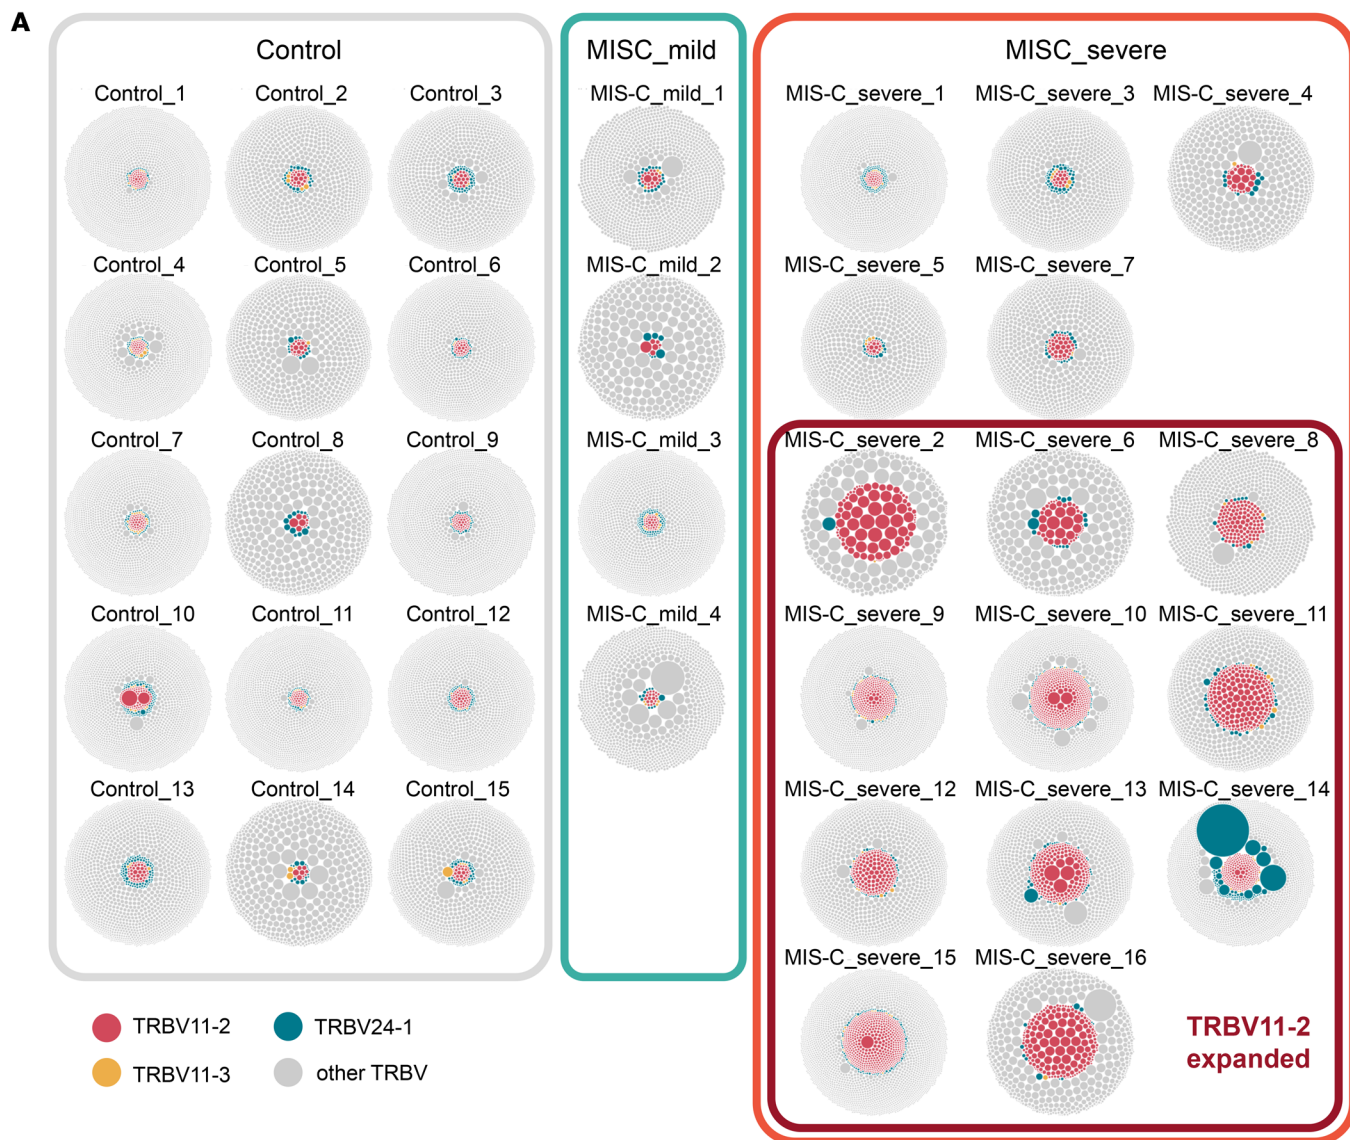 A
Control
MISC_mild
MISC_severe
Control_1
Control_2
Control_3
MIS-C_mild_1
MIS-C_severe_1
MIS-C_severe_3
MIS-C_severe_4
Control_4
Control_5
Control_6
MIS-C_mild_2
MIS-C_severe_5
MIS-C_severe_7
Control_7
Control_8
Control_9
MIS-C_mild_3
MIS-C_severe_2
MIS-C_severe_6
MIS-C_severe_8
Control_10
Control_11
Control_12
MIS-C_mild_4
MIS-C_severe_9
MIS-C_severe_10
MIS-C_severe_11
Control_13
Control_14
Control_15
MIS-C_severe_12
MIS-C_severe_13
MIS-C_severe_14
MIS-C_severe_15
MIS-C_severe_16
TRBV11-2
TRBV24-1
TRBV11-3
other TRBV
TRBV11-2
expanded